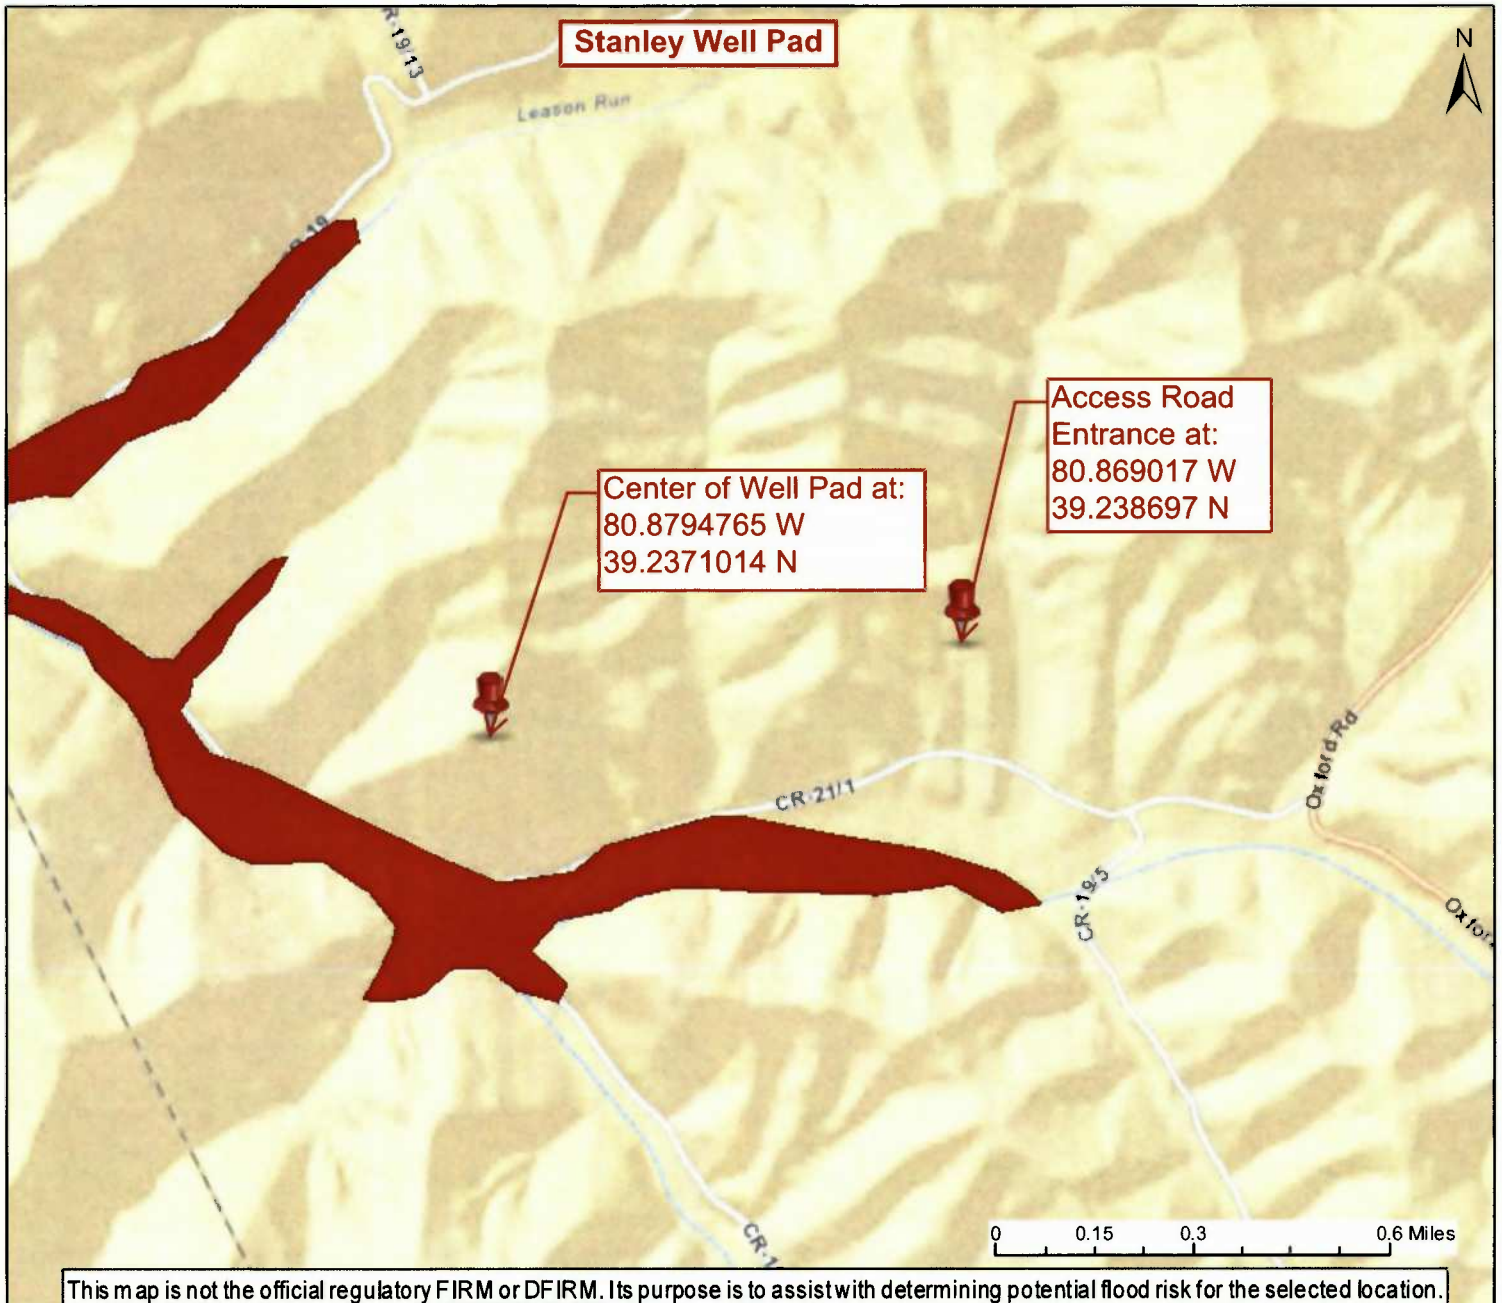 Stanley Well Pad
N
R-19/13
Leason Run
Access Road
Entrance at:
80.869017 W
39.238697 N
Center of Well Pad at:
80.8794765 W
39.2371014 N
CR-21/1
Oxford Rd
CR-19/5
CR-1
0 0.15 0.3 0.6 Miles
This map is not the official regulatory FIRM or DFIRM. Its purpose is to assist with determining potential flood risk for the selected location.